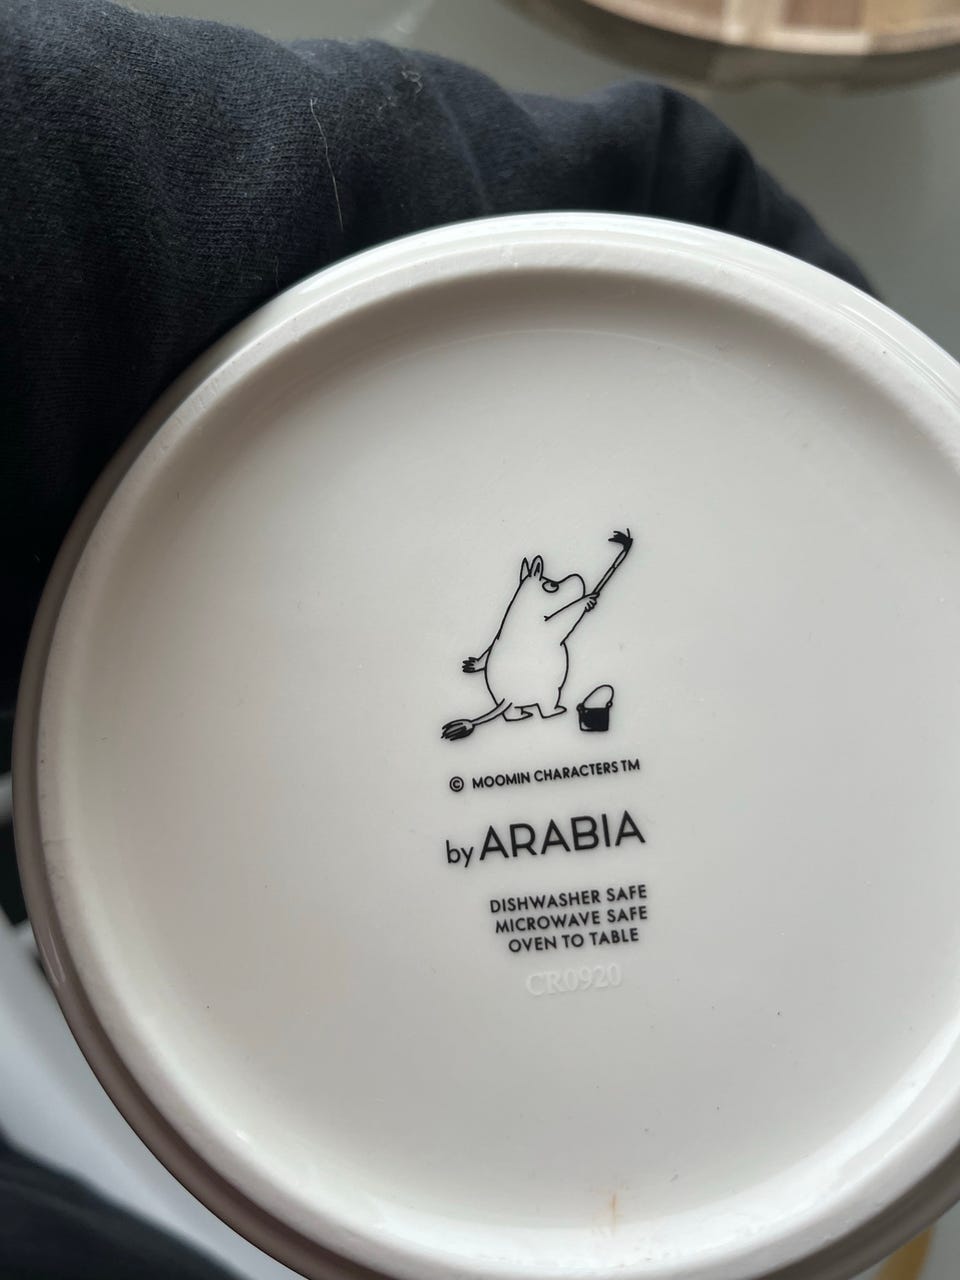 © MOOMIN CHARACTERS TM
by ARABIA
DISHWASHER SAFE
MICROWAVE SAFE
OVEN TO TABLE
CR0920